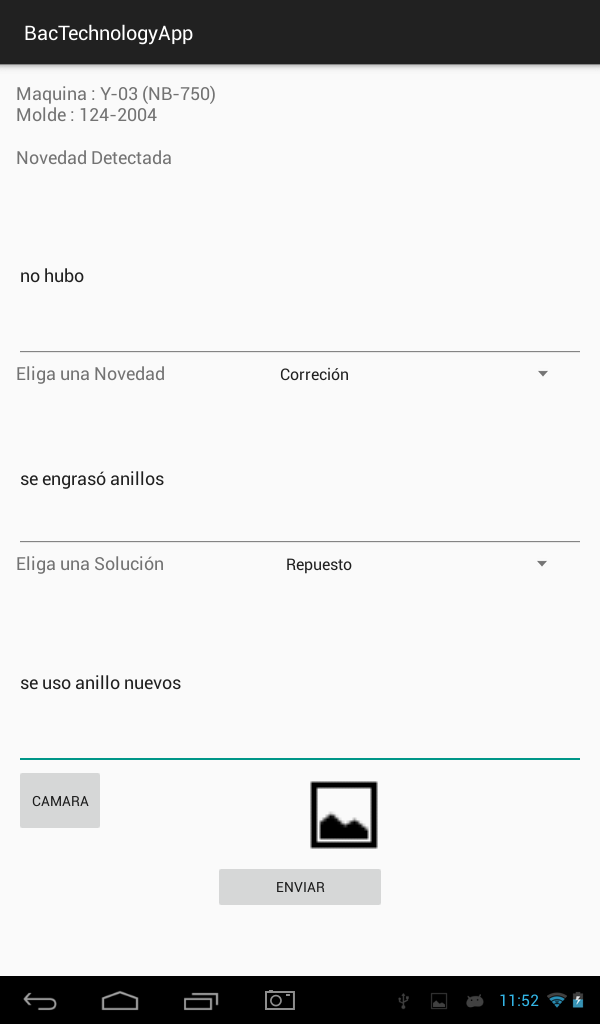 BacTechnologyApp
Maquina : Y-03 (NB-750)
Molde : 124-2004
Novedad Detectada
no hubo
Eliga una Novedad Correción
se engrasó anillos
Eliga una Solución Repuesto
se uso anillo nuevos
CAMARA
ENVIAR
11:52